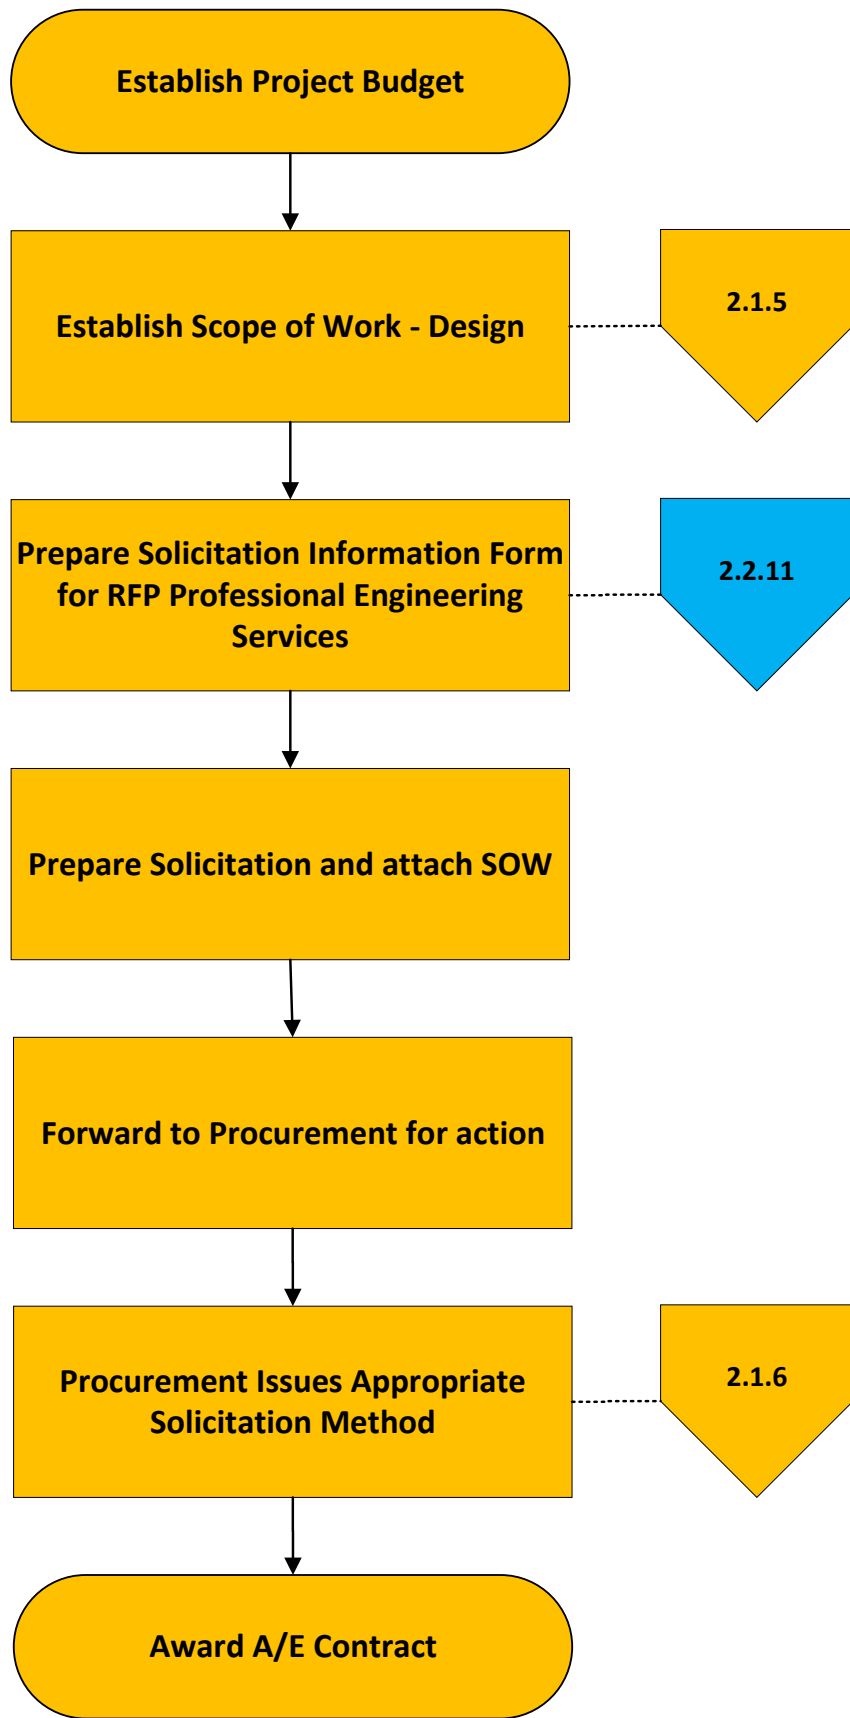 Establish Project Budget
Establish Scope of Work - Design
2.1.5
Prepare Solicitation Information Form
for RFP Professional Engineering
Services
2.2.11
Prepare Solicitation and attach SOW
Forward to Procurement for action
Procurement Issues Appropriate
Solicitation Method
2.1.6
Award A/E Contract